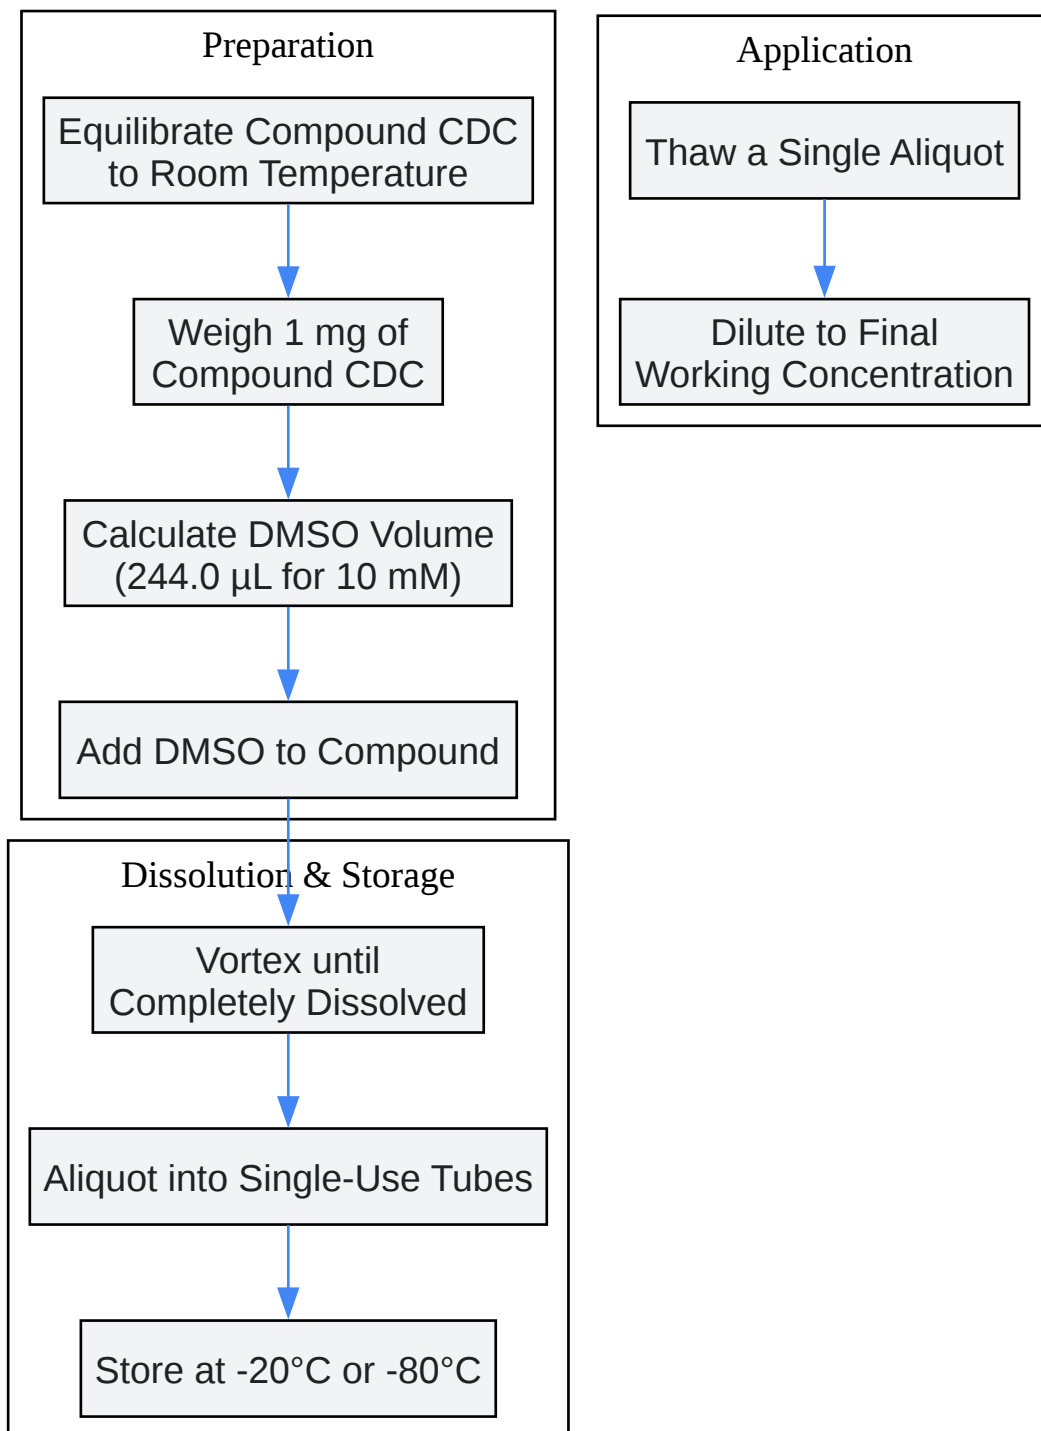 Preparation
Equilibrate Compound CDC
to Room Temperature
Weigh 1 mg of
Compound CDC
Calculate DMSO Volume
(244.0 µL for 10 mM)
Add DMSO to Compound
Dissolution & Storage
Vortex until
Completely Dissolved
Aliquot into Single-Use Tubes
Store at -20°C or -80°C
Application
Thaw a Single Aliquot
Dilute to Final
Working Concentration